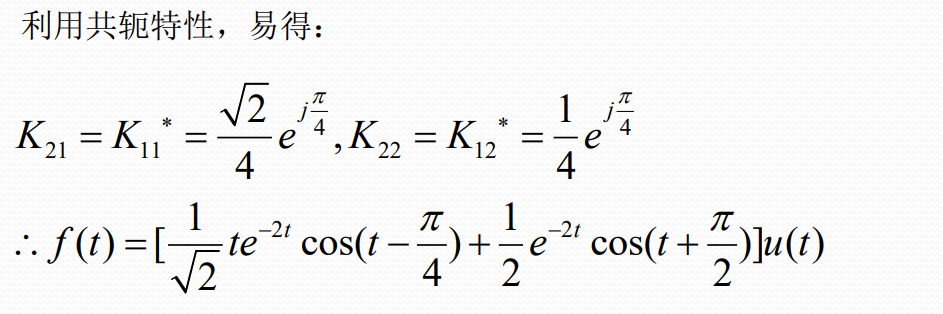 利用共轭特性，易得：
K₂₁ = K₁₁* = √2/4 e^{jπ/4}, K₂₂ = K₁₂* = 1/4 e^{jπ/4}
∴ f(t) = [1/√2 te^{-2t} cos(t − π/4) + 1/2 e^{-2t} cos(t + π/2)]u(t)